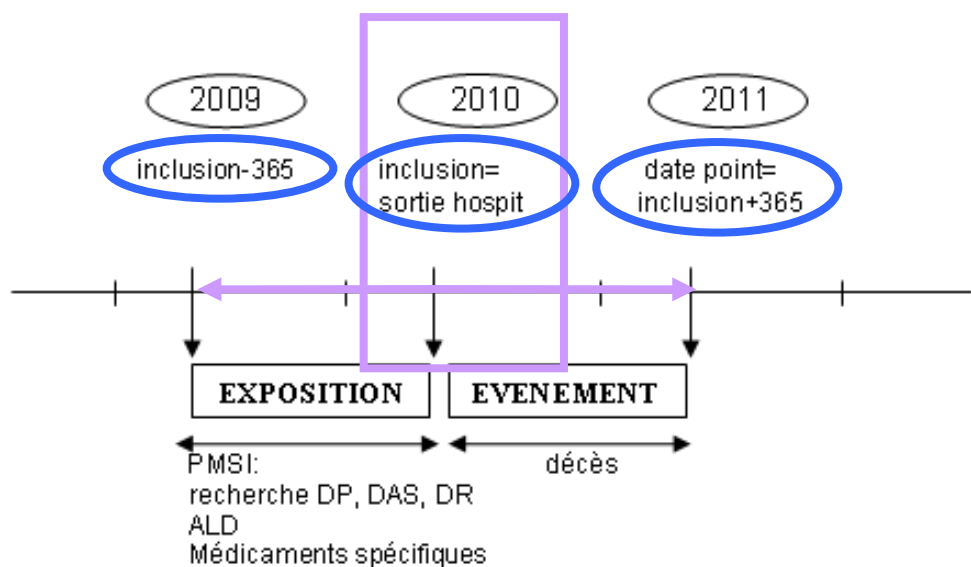 2009
2010
2011
inclusion-365
inclusion=
sortie hospit
date point=
inclusion+365
EXPOSITION
EVENEMENT
PMSI:
recherche DP, DAS, DR
ALD
Médicaments spécifiques
décès